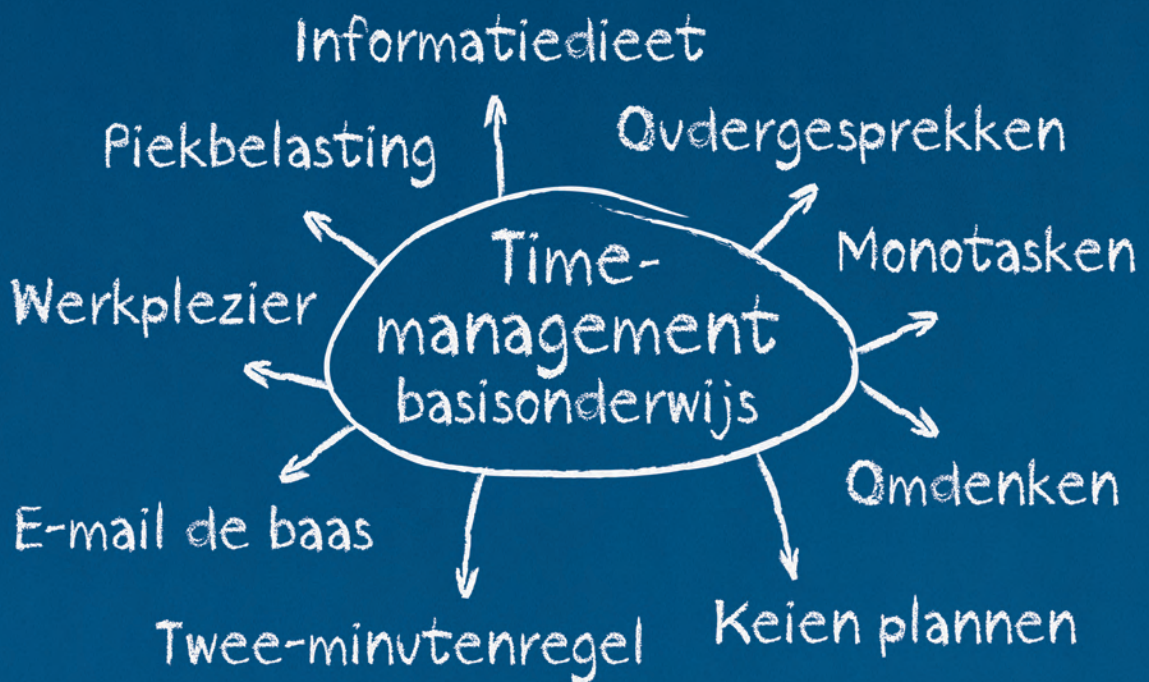 Informatiedieet
Piekbelasting
Oudergesprekken
Time-
management
basisonderwijs
Monotasken
Werkplezier
Omdenken
E-mail de baas
Keien plannen
Twee-minutenregel